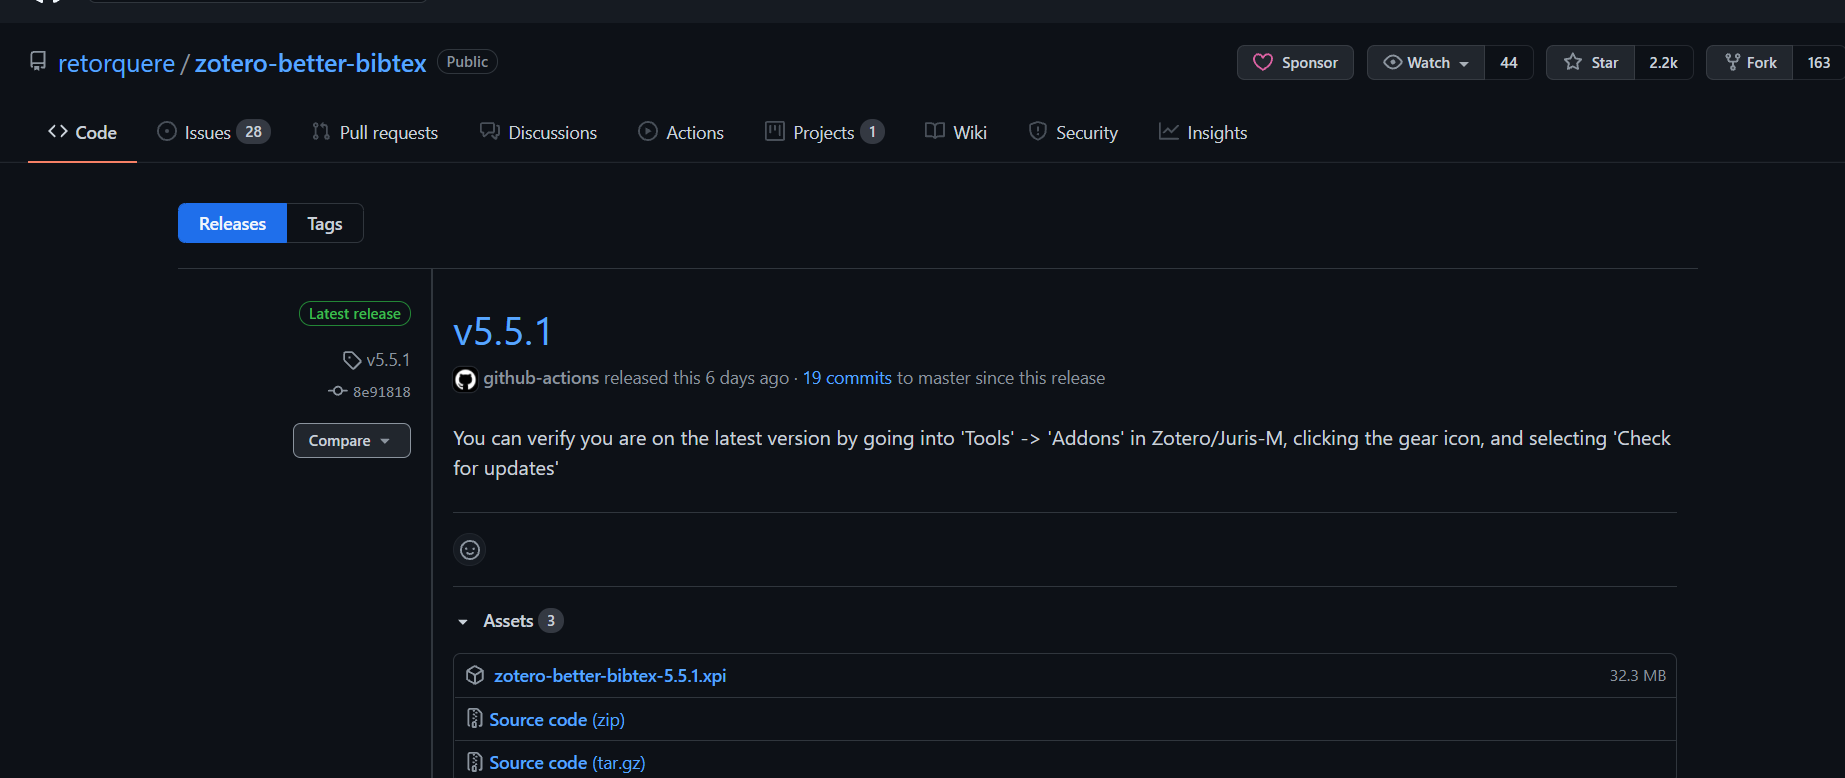 retorquere / zotero-better-bibtex Public Sponsor Watch 44 Star 2.2k Fork 163
Code Issues 28 Pull requests Discussions Actions Projects 1 Wiki Security Insights
Releases Tags
Latest release
v5.5.1
8e91818
Compare
v5.5.1
github-actions released this 6 days ago · 19 commits to master since this release
You can verify you are on the latest version by going into 'Tools' -> 'Addons' in Zotero/Juris-M, clicking the gear icon, and selecting 'Check
for updates'
Assets 3
zotero-better-bibtex-5.5.1.xpi 32.3 MB
Source code (zip)
Source code (tar.gz)